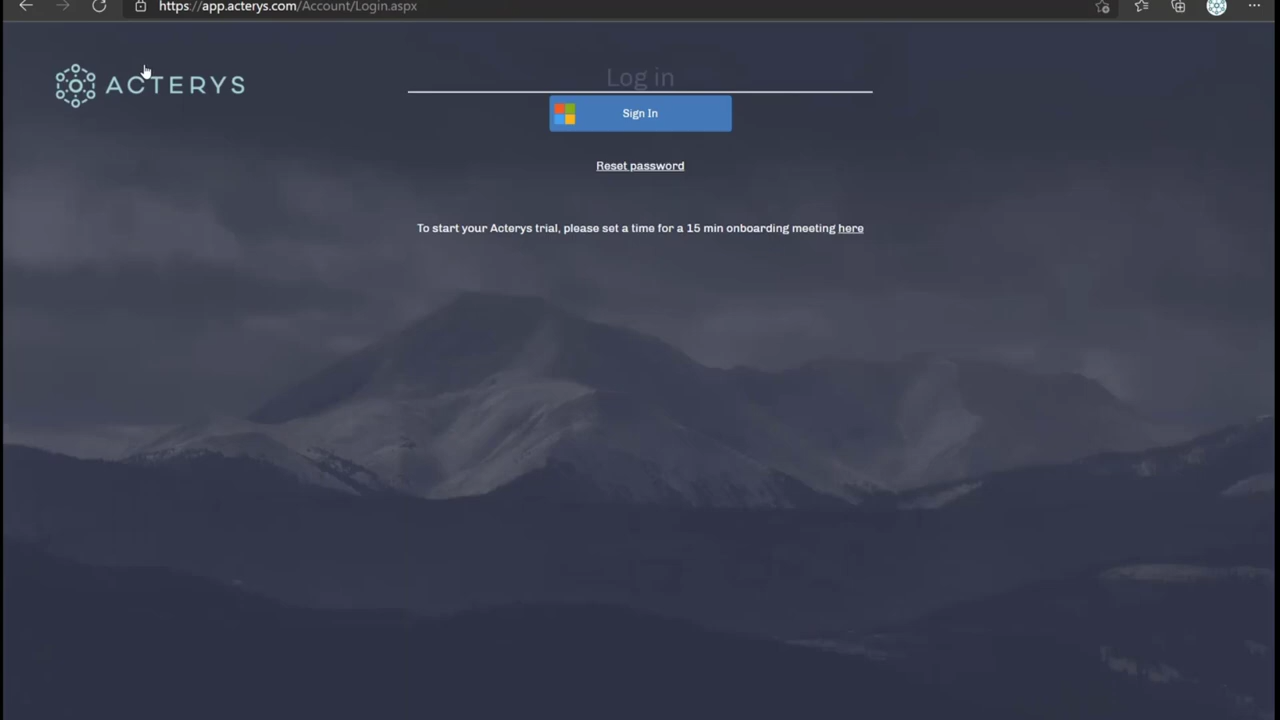 https://app.acterys.com/Account/Login.aspx
ACTERYS
Log in
Sign In
Reset password
To start your Acterys trial, please set a time for a 15 min onboarding meeting here